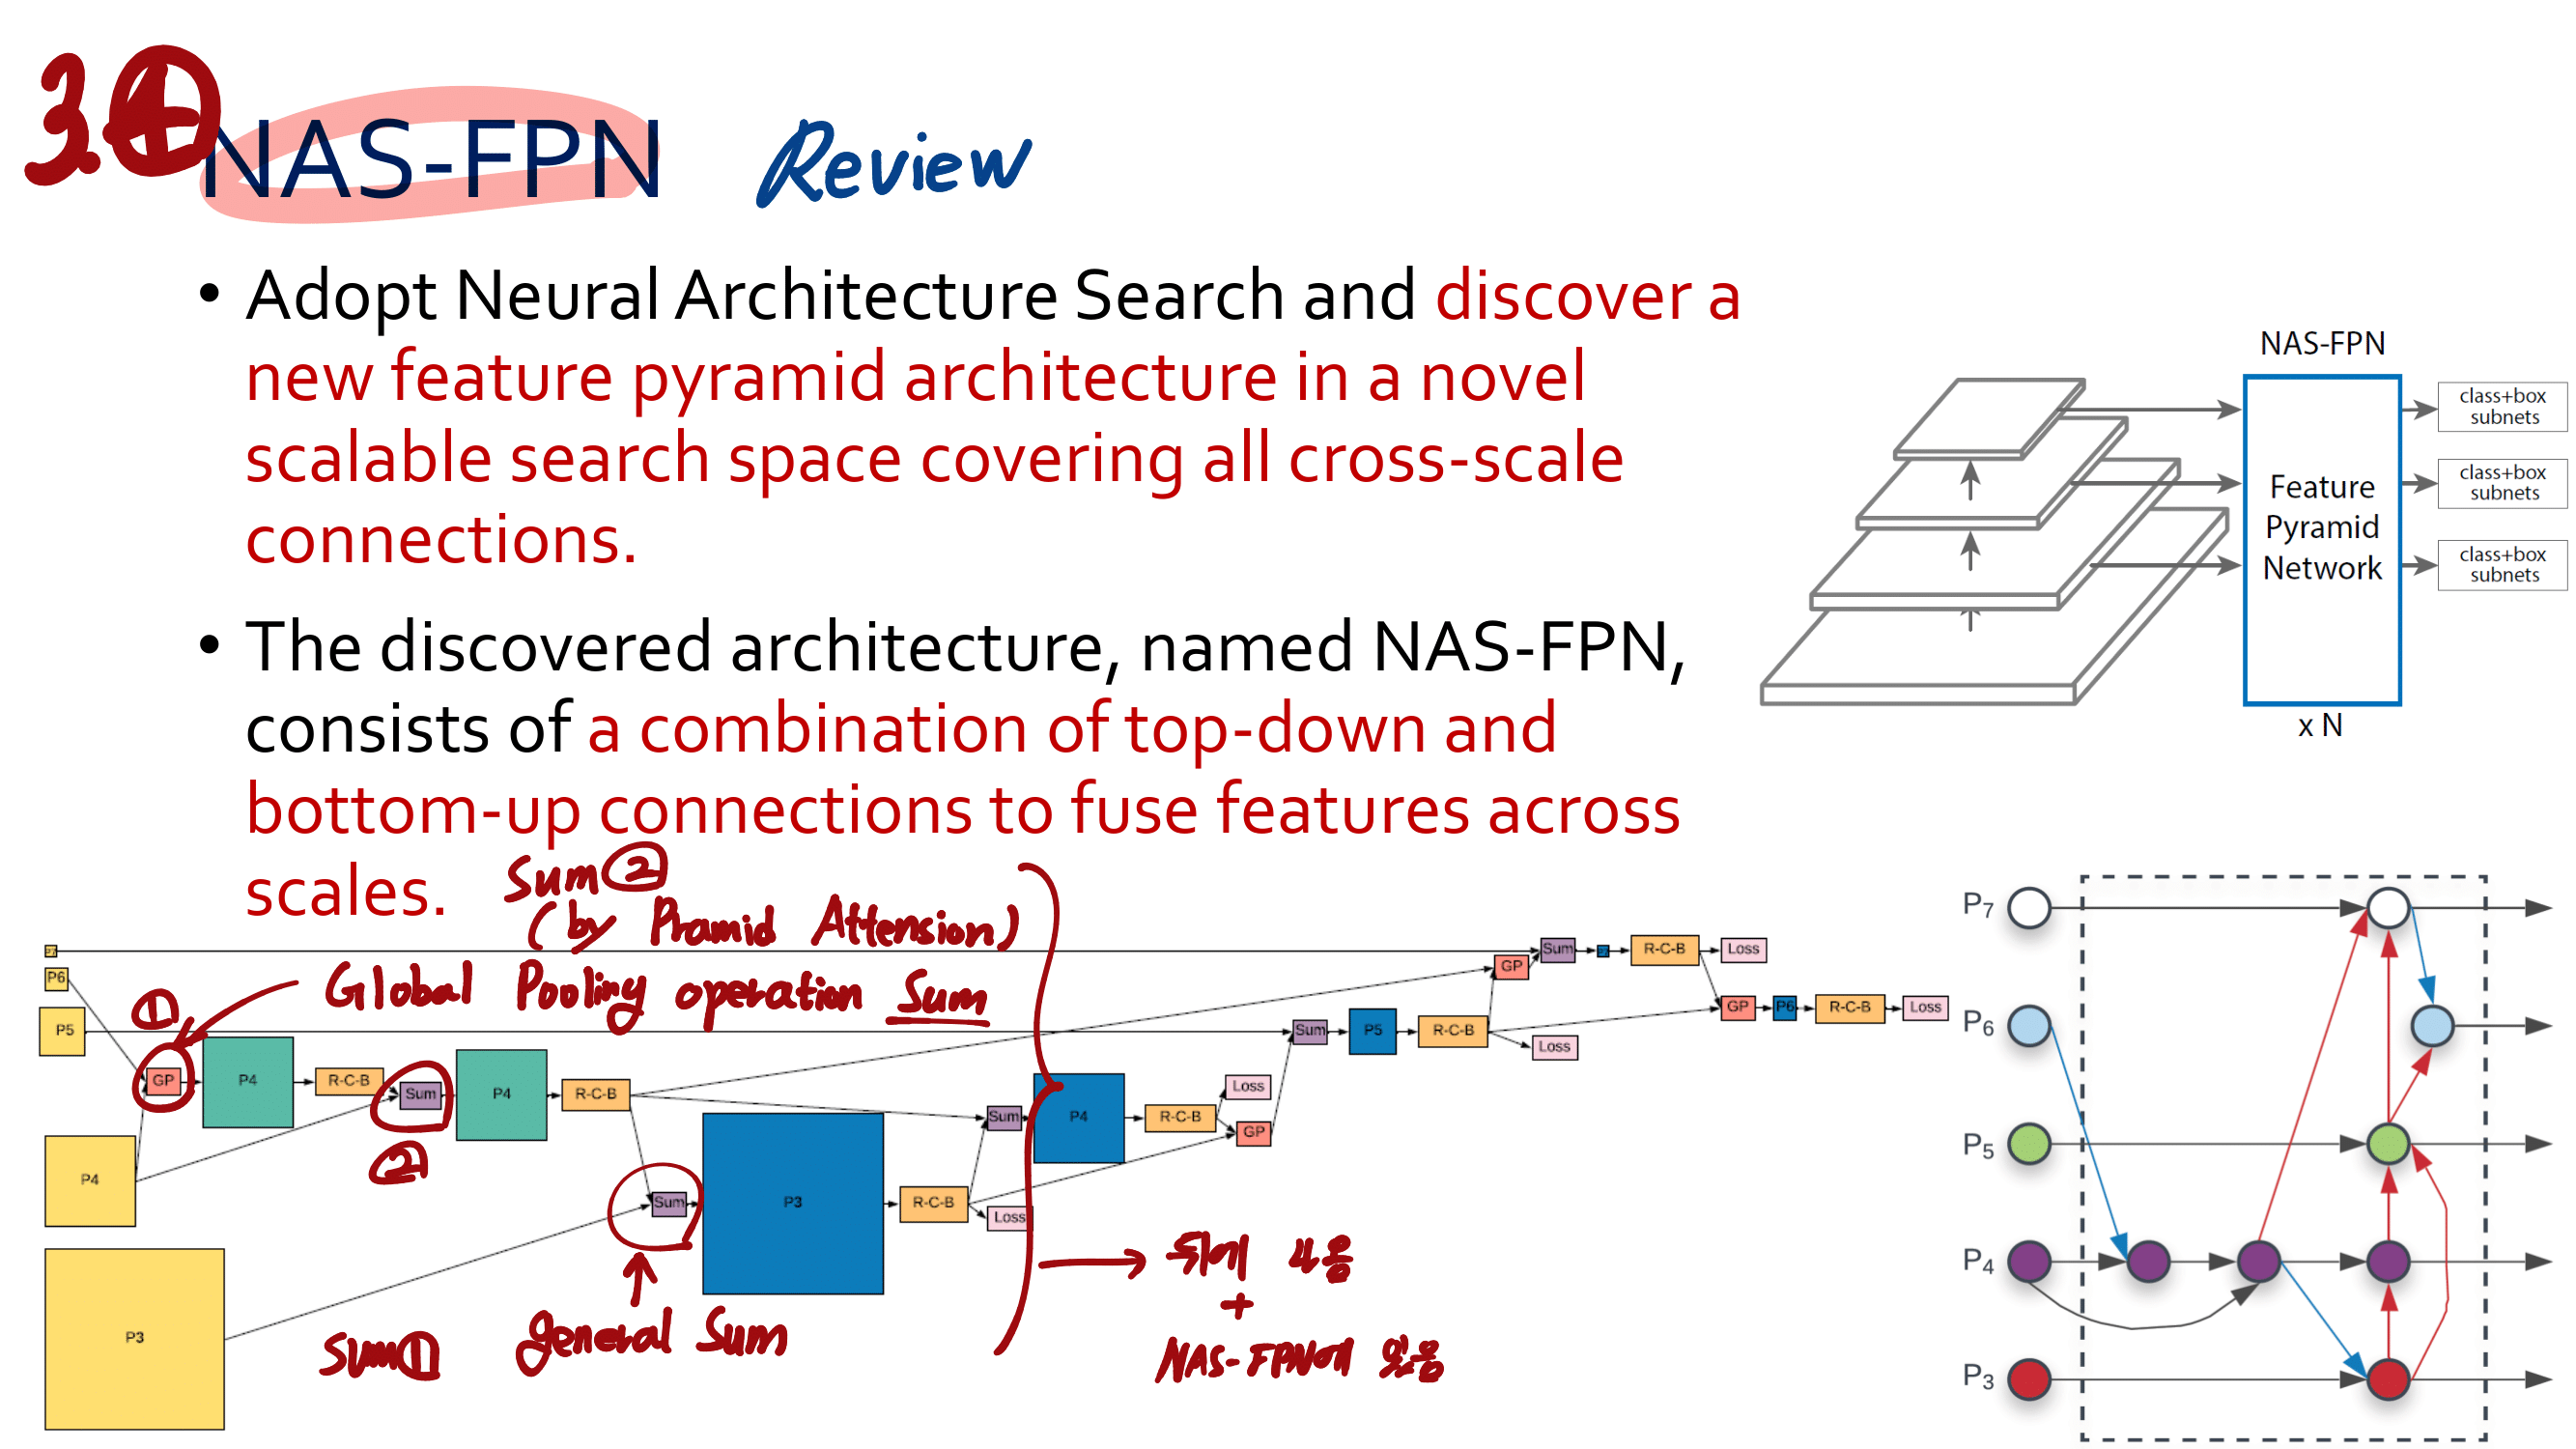 3.④
NAS-FPN Review
• Adopt Neural Architecture Search and discover a
new feature pyramid architecture in a novel
scalable search space covering all cross-scale
connections.
• The discovered architecture, named NAS-FPN,
consists of a combination of top-down and
bottom-up connections to fuse features across
scales.
NAS-FPN
class+box
subnets
class+box
subnets
class+box
subnets
Feature
Pyramid
Network
x N
Sum ②
(by Pramid Attension)
① Global Pooling operation Sum
P6
P5
P4
P3
GP
P4
R-C-B
Sum
②
P4
R-C-B
Sum
P3
R-C-B
Loss
Sum
P4
R-C-B
Loss
GP
Sum
P5
R-C-B
Loss
GP
Sum
R-C-B
Loss
GP
P6
R-C-B
Loss
Sum① general Sum
뒤에 나옴
+
NAS-FPN에 있음
P7
P6
P5
P4
P3